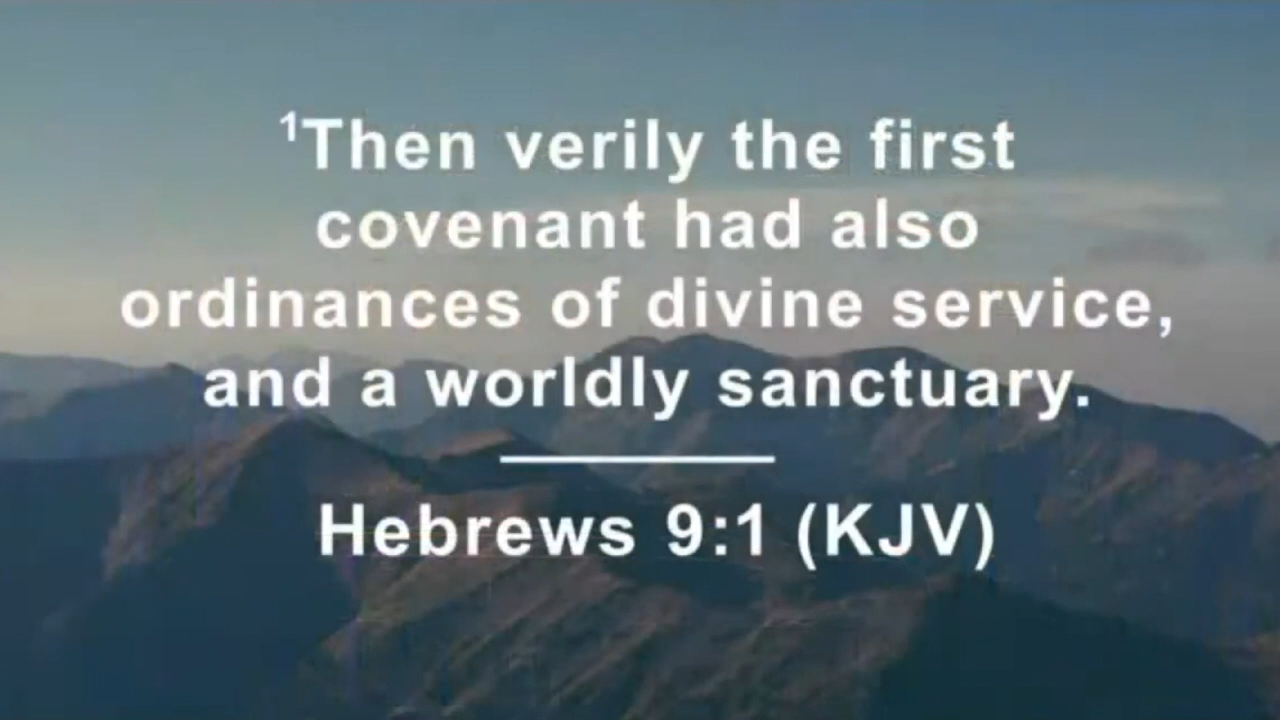 ¹Then verily the first
covenant had also
ordinances of divine service,
and a worldly sanctuary.
Hebrews 9:1 (KJV)